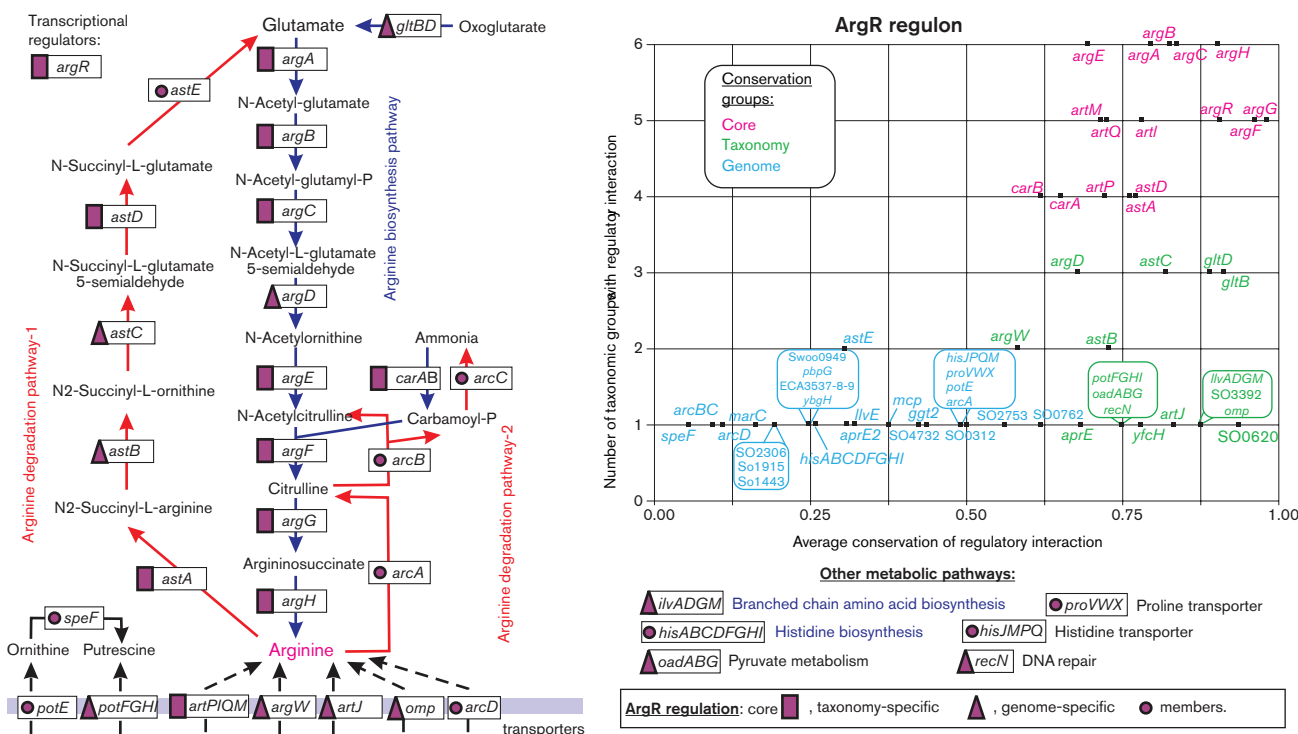 Transcriptional
regulators:
argR
Glutamate
gltBD
Oxoglutarate
argA
astE
N-Acetyl-glutamate
argB
N-Succinyl-L-glutamate
N-Acetyl-glutamyl-P
argC
astD
N-Acetyl-L-glutamate
5-semialdehyde
N-Succinyl-L-glutamate
5-semialdehyde
argD
Arginine biosynthesis pathway
astC
N-Acetylornithine
Ammonia
argE
carAB
arcC
N2-Succinyl-L-ornithine
N-Acetylcitrulline
Carbamoyl-P
Arginine degradation pathway-1
astB
argF
arcB
Arginine degradation pathway-2
Citrulline
N2-Succinyl-L-arginine
argG
Argininosuccinate
astA
arcA
argH
speF
Ornithine
Putrescine
Arginine
potE
potFGHI
artPIQM
argW
artJ
omp
arcD
transporters
ArgR regulon
Number of taxonomic groups with regulatory interaction
6
5
4
3
2
1
0
Conservation
groups:
Core
Taxonomy
Genome
argB
argE
argA
argC
argH
artM
argR
argG
artQ
artI
argF
carB
artP
astD
carA
astA
argD
astC
gltD
gltB
astE
argW
astB
Swoo0949
pbpG
ECA3537-8-9
ybgH
hisJPQM
proVWX
potE
arcA
potFGHI
oadABG
recN
IlvADGM
SO3392
omp
arcBC
marC
llvE
mcp
ggt2
SO2753
SO0762
artJ
speF
arcD
aprE2
SO4732
SO0312
aprE
yfcH
SO0620
SO2306
So1915
So1443
hisABCDFGHI
0.00
0.25
0.50
0.75
1.00
Average conservation of regulatory interaction
Other metabolic pathways:
ilvADGM
Branched chain amino acid biosynthesis
proVWX
Proline transporter
hisABCDFGHI
Histidine biosynthesis
hisJMPQ
Histidine transporter
oadABG
Pyruvate metabolism
recN
DNA repair
ArgR regulation: core , taxonomy-specific , genome-specific members.